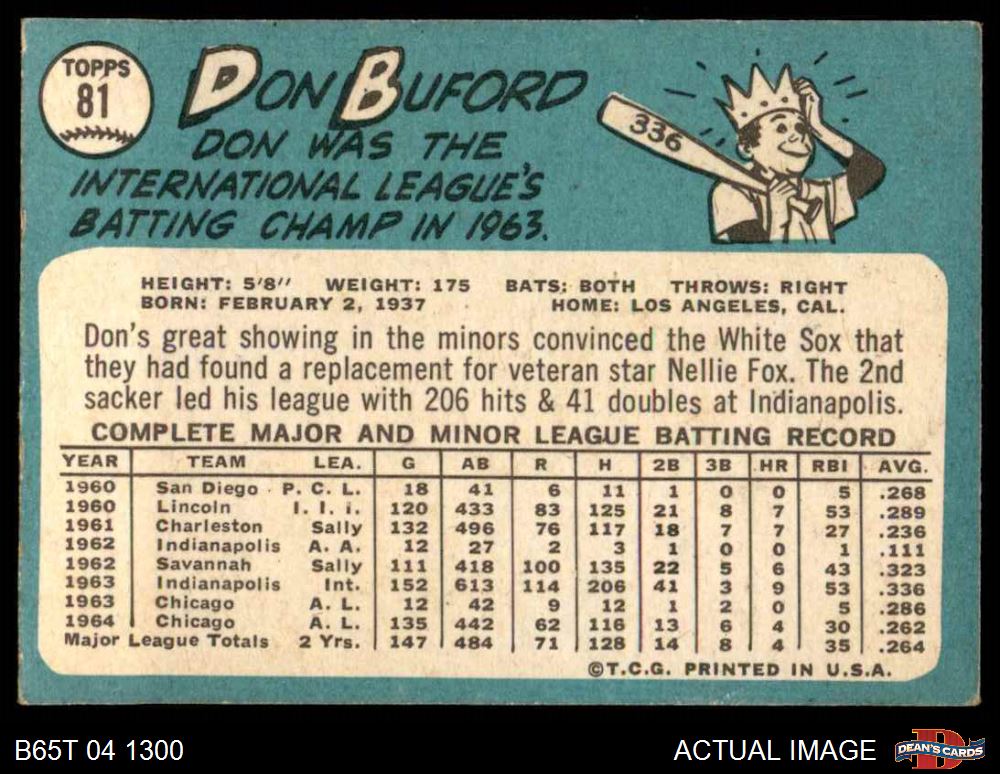 TOPPS
81
DON BUFORD
DON WAS THE
INTERNATIONAL LEAGUE'S
BATTING CHAMP IN 1963.
336
HEIGHT: 5'8" WEIGHT: 175 BATS: BOTH THROWS: RIGHT
BORN: FEBRUARY 2, 1937 HOME: LOS ANGELES, CAL.
Don's great showing in the minors convinced the White Sox that
they had found a replacement for veteran star Nellie Fox. The 2nd
sacker led his league with 206 hits & 41 doubles at Indianapolis.
COMPLETE MAJOR AND MINOR LEAGUE BATTING RECORD
YEAR TEAM LEA. G AB R H 2B 3B HR RBI AVG.
1960 San Diego P. C. L. 18 41 6 11 1 0 0 5 .268
1960 Lincoln I. I. I. 120 433 83 125 21 8 7 53 .289
1961 Charleston Sally 132 496 76 117 18 7 7 27 .236
1962 Indianapolis A. A. 12 27 2 3 1 0 0 1 .111
1962 Savannah Sally 111 418 100 135 22 5 6 43 .323
1963 Indianapolis Int. 152 613 114 206 41 3 9 53 .336
1963 Chicago A. L. 12 42 9 12 1 2 0 5 .286
1964 Chicago A. L. 135 442 62 116 13 6 4 30 .262
Major League Totals 2 Yrs. 147 484 71 128 14 8 4 35 .264
©T.C.G. PRINTED IN U.S.A.
B65T 04 1300 ACTUAL IMAGE D DEAN'S CARDS